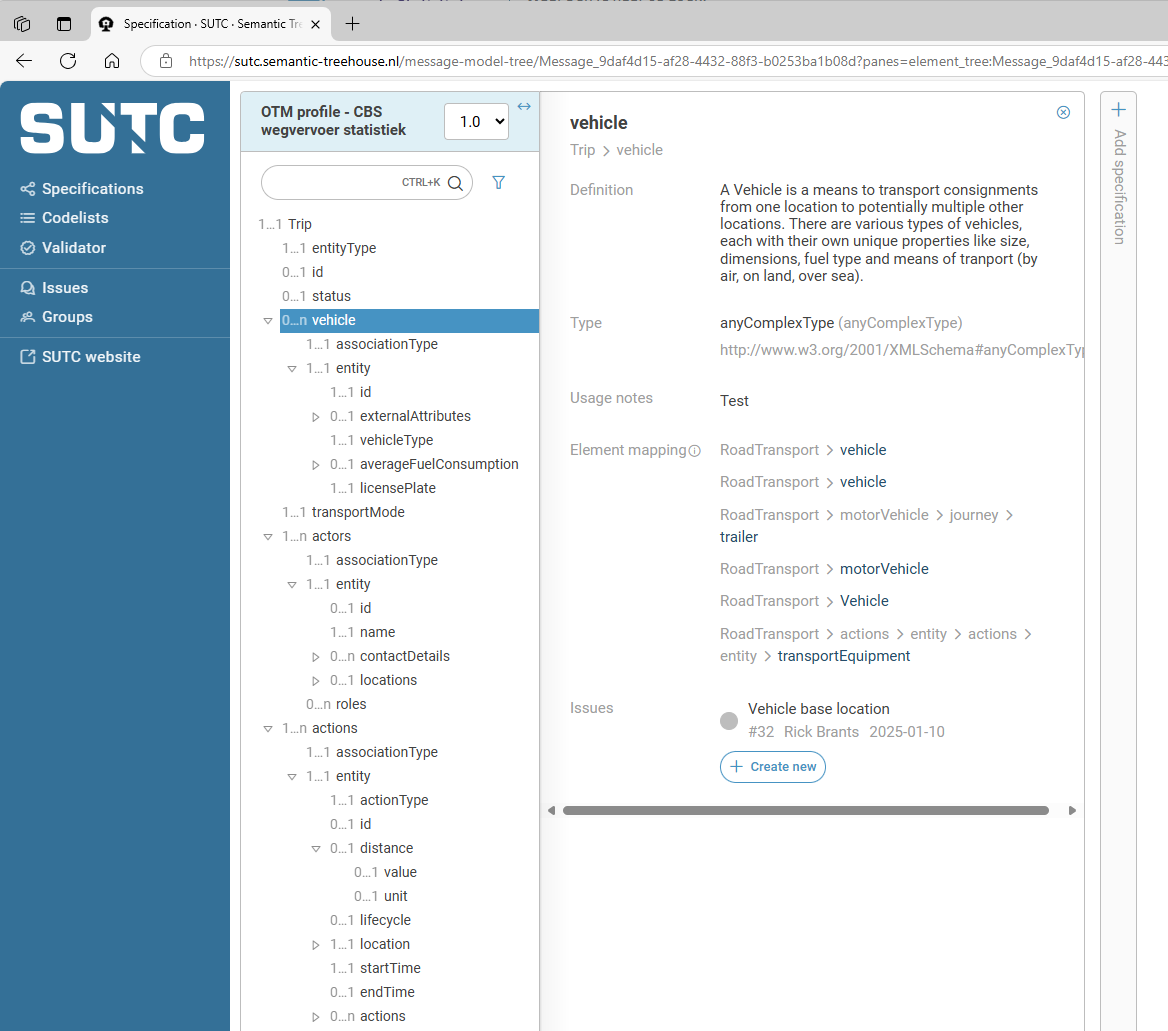 Specification · SUTC · Semantic Tre
https://sutc.semantic-treehouse.nl/message-model-tree/Message_9daf4d15-af28-4432-88f3-b0253ba1b08d?panes=element_tree:Message_9daf4d15-af28-443
SUTC
Specifications
Codelists
Validator
Issues
Groups
SUTC website
OTM profile - CBS
wegvervoer statistiek
1.0
CTRL+K
1…1 Trip
1…1 entityType
0…1 id
0…1 status
0…n vehicle
1…1 associationType
1…1 entity
1…1 id
0…1 externalAttributes
1…1 vehicleType
0…1 averageFuelConsumption
1…1 licensePlate
1…1 transportMode
1…n actors
1…1 associationType
1…1 entity
0…1 id
1…1 name
0…n contactDetails
0…1 locations
0…n roles
1…n actions
1…1 associationType
1…1 entity
1…1 actionType
0…1 id
0…1 distance
0…1 value
0…1 unit
0…1 lifecycle
1…1 location
1…1 startTime
0…1 endTime
0…n actions
vehicle
Trip > vehicle
Definition
A Vehicle is a means to transport consignments
from one location to potentially multiple other
locations. There are various types of vehicles,
each with their own unique properties like size,
dimensions, fuel type and means of tranport (by
air, on land, over sea).
Type
anyComplexType (anyComplexType)
http://www.w3.org/2001/XMLSchema#anyComplexTyp
Usage notes
Test
Element mapping
RoadTransport > vehicle
RoadTransport > vehicle
RoadTransport > motorVehicle > journey >
trailer
RoadTransport > motorVehicle
RoadTransport > Vehicle
RoadTransport > actions > entity > actions >
entity > transportEquipment
Issues
Vehicle base location
#32 Rick Brants 2025-01-10
+ Create new
+ Add specification